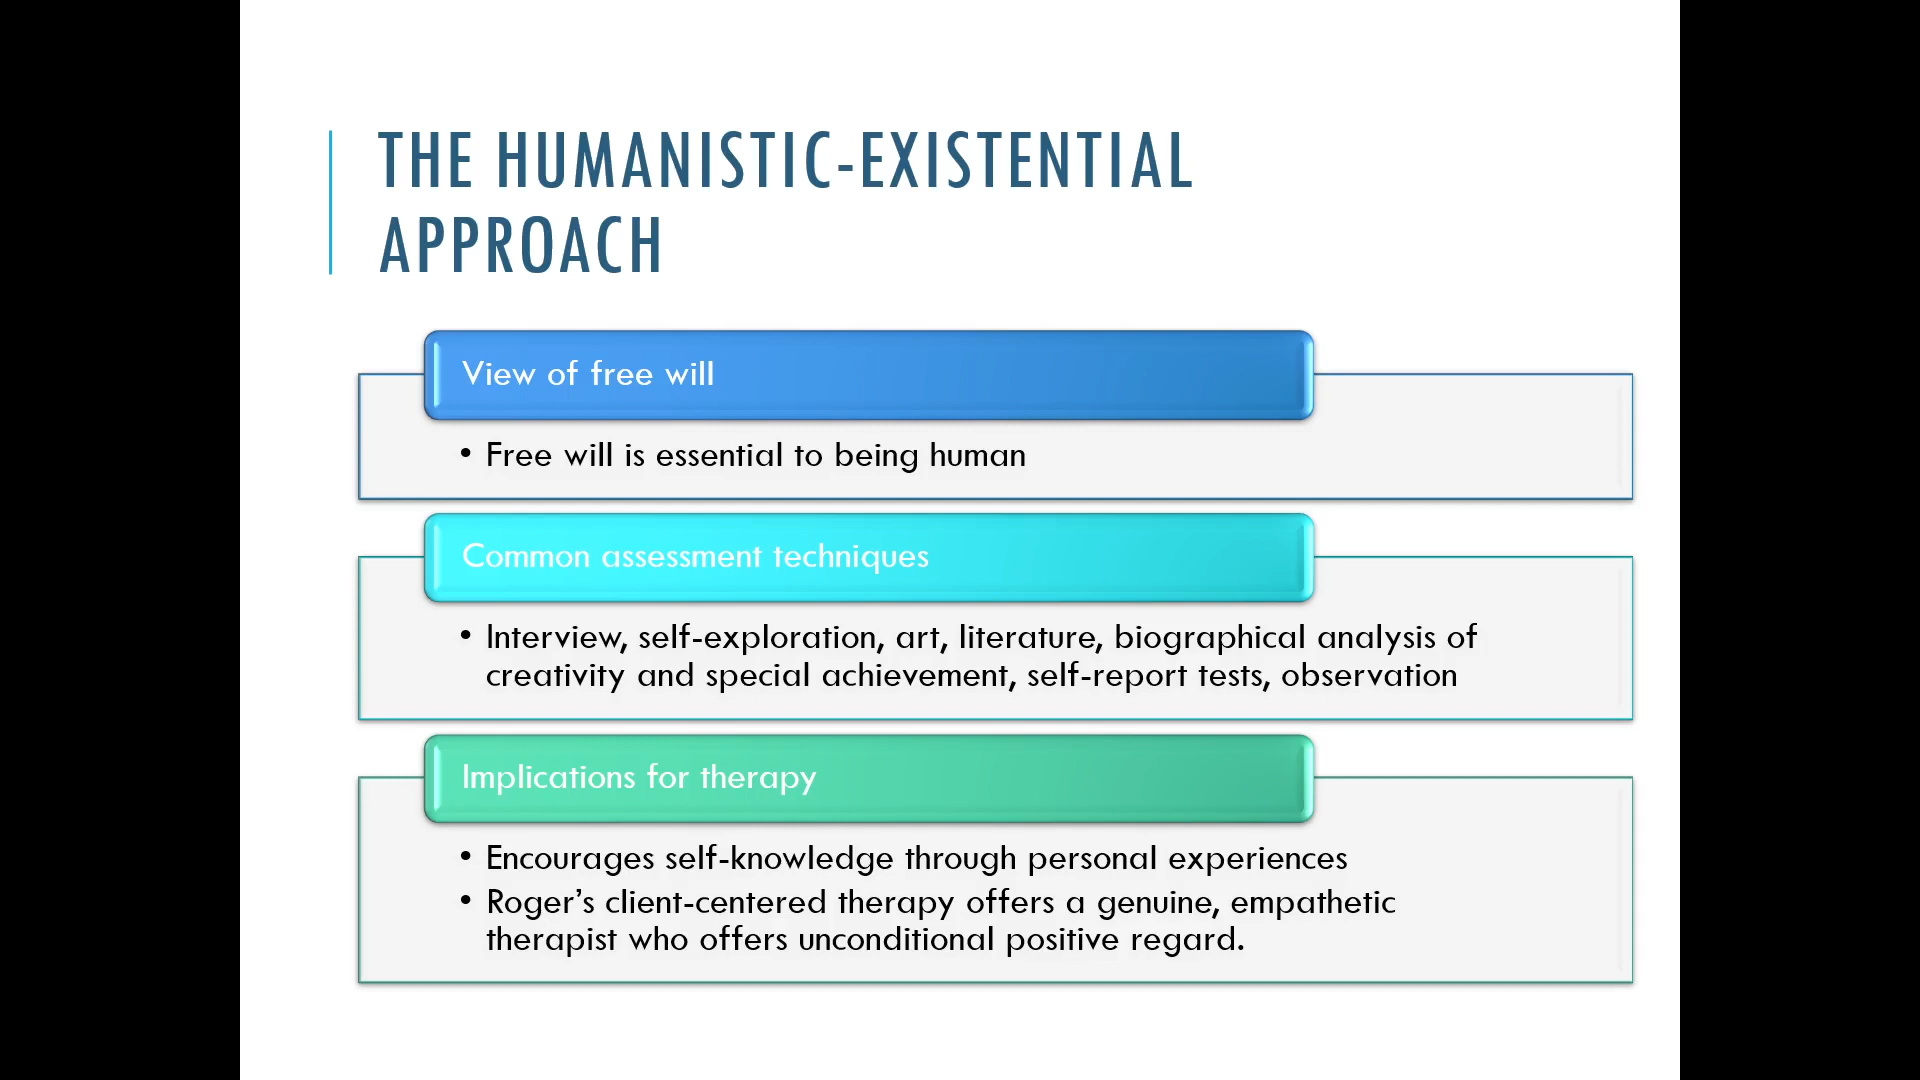 THE HUMANISTIC-EXISTENTIAL
APPROACH
View of free will
• Free will is essential to being human
Common assessment techniques
• Interview, self-exploration, art, literature, biographical analysis of
creativity and special achievement, self-report tests, observation
Implications for therapy
• Encourages self-knowledge through personal experiences
• Roger’s client-centered therapy offers a genuine, empathetic
therapist who offers unconditional positive regard.